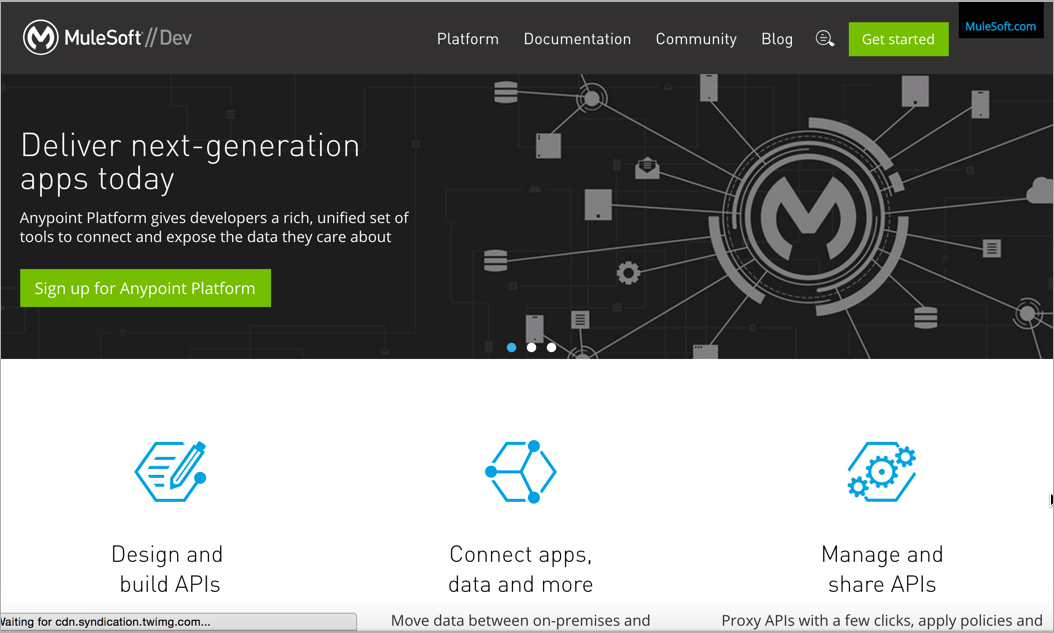 MuleSoft//Dev
Platform
Documentation
Community
Blog
Get started
MuleSoft.com
Deliver next-generation
apps today
Anypoint Platform gives developers a rich, unified set of
tools to connect and expose the data they care about
Sign up for Anypoint Platform
Design and
build APIs
Connect apps,
data and more
Manage and
share APIs
Move data between on-premises and
Proxy APIs with a few clicks, apply policies and
Waiting for cdn.syndication.twimg.com...